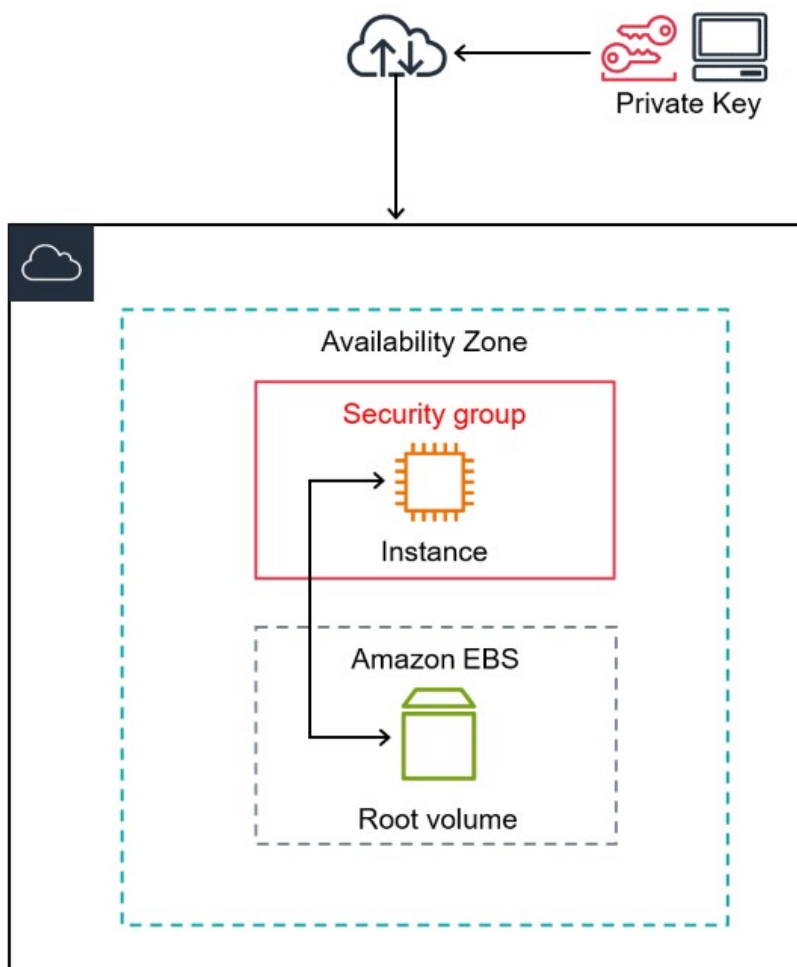 Private Key
Availability Zone
Security group
Instance
Amazon EBS
Root volume